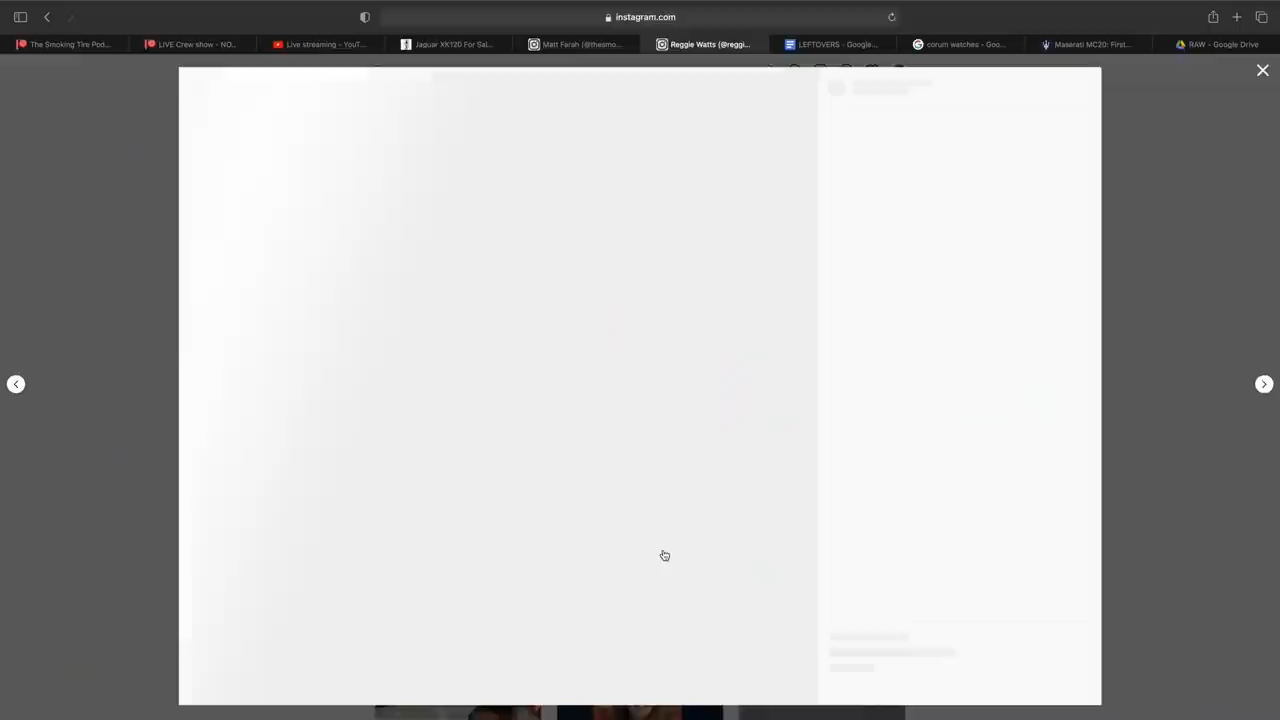 instagram.com
The Smoking Tire Pod...
LIVE Crew show - NO...
Live streaming - YouT...
Jaguar XK120 For Sal...
Matt Farah (@thesmo...
Reggie Watts (@reggi...
LEFTOVERS - Google...
corum watches - Goo...
Maserati MC20: First...
RAW - Google Drive